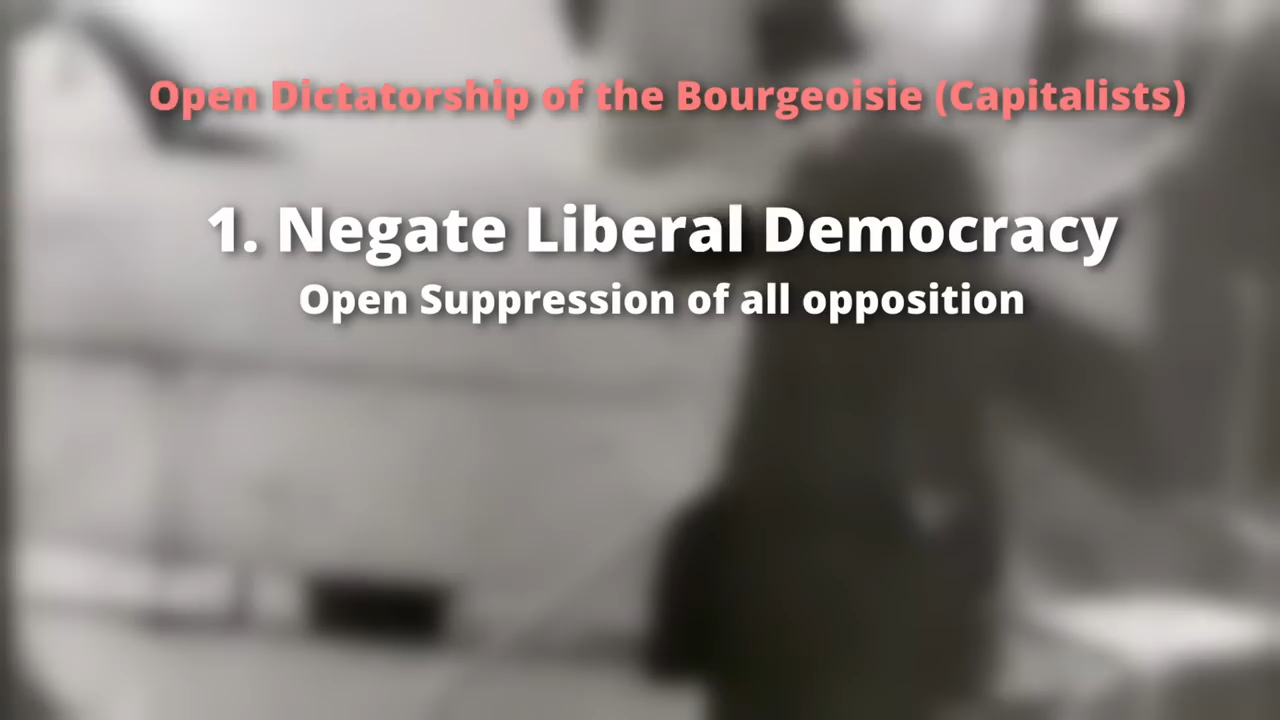 Open Dictatorship of the Bourgeoisie (Capitalists)
1. Negate Liberal Democracy
Open Suppression of all opposition